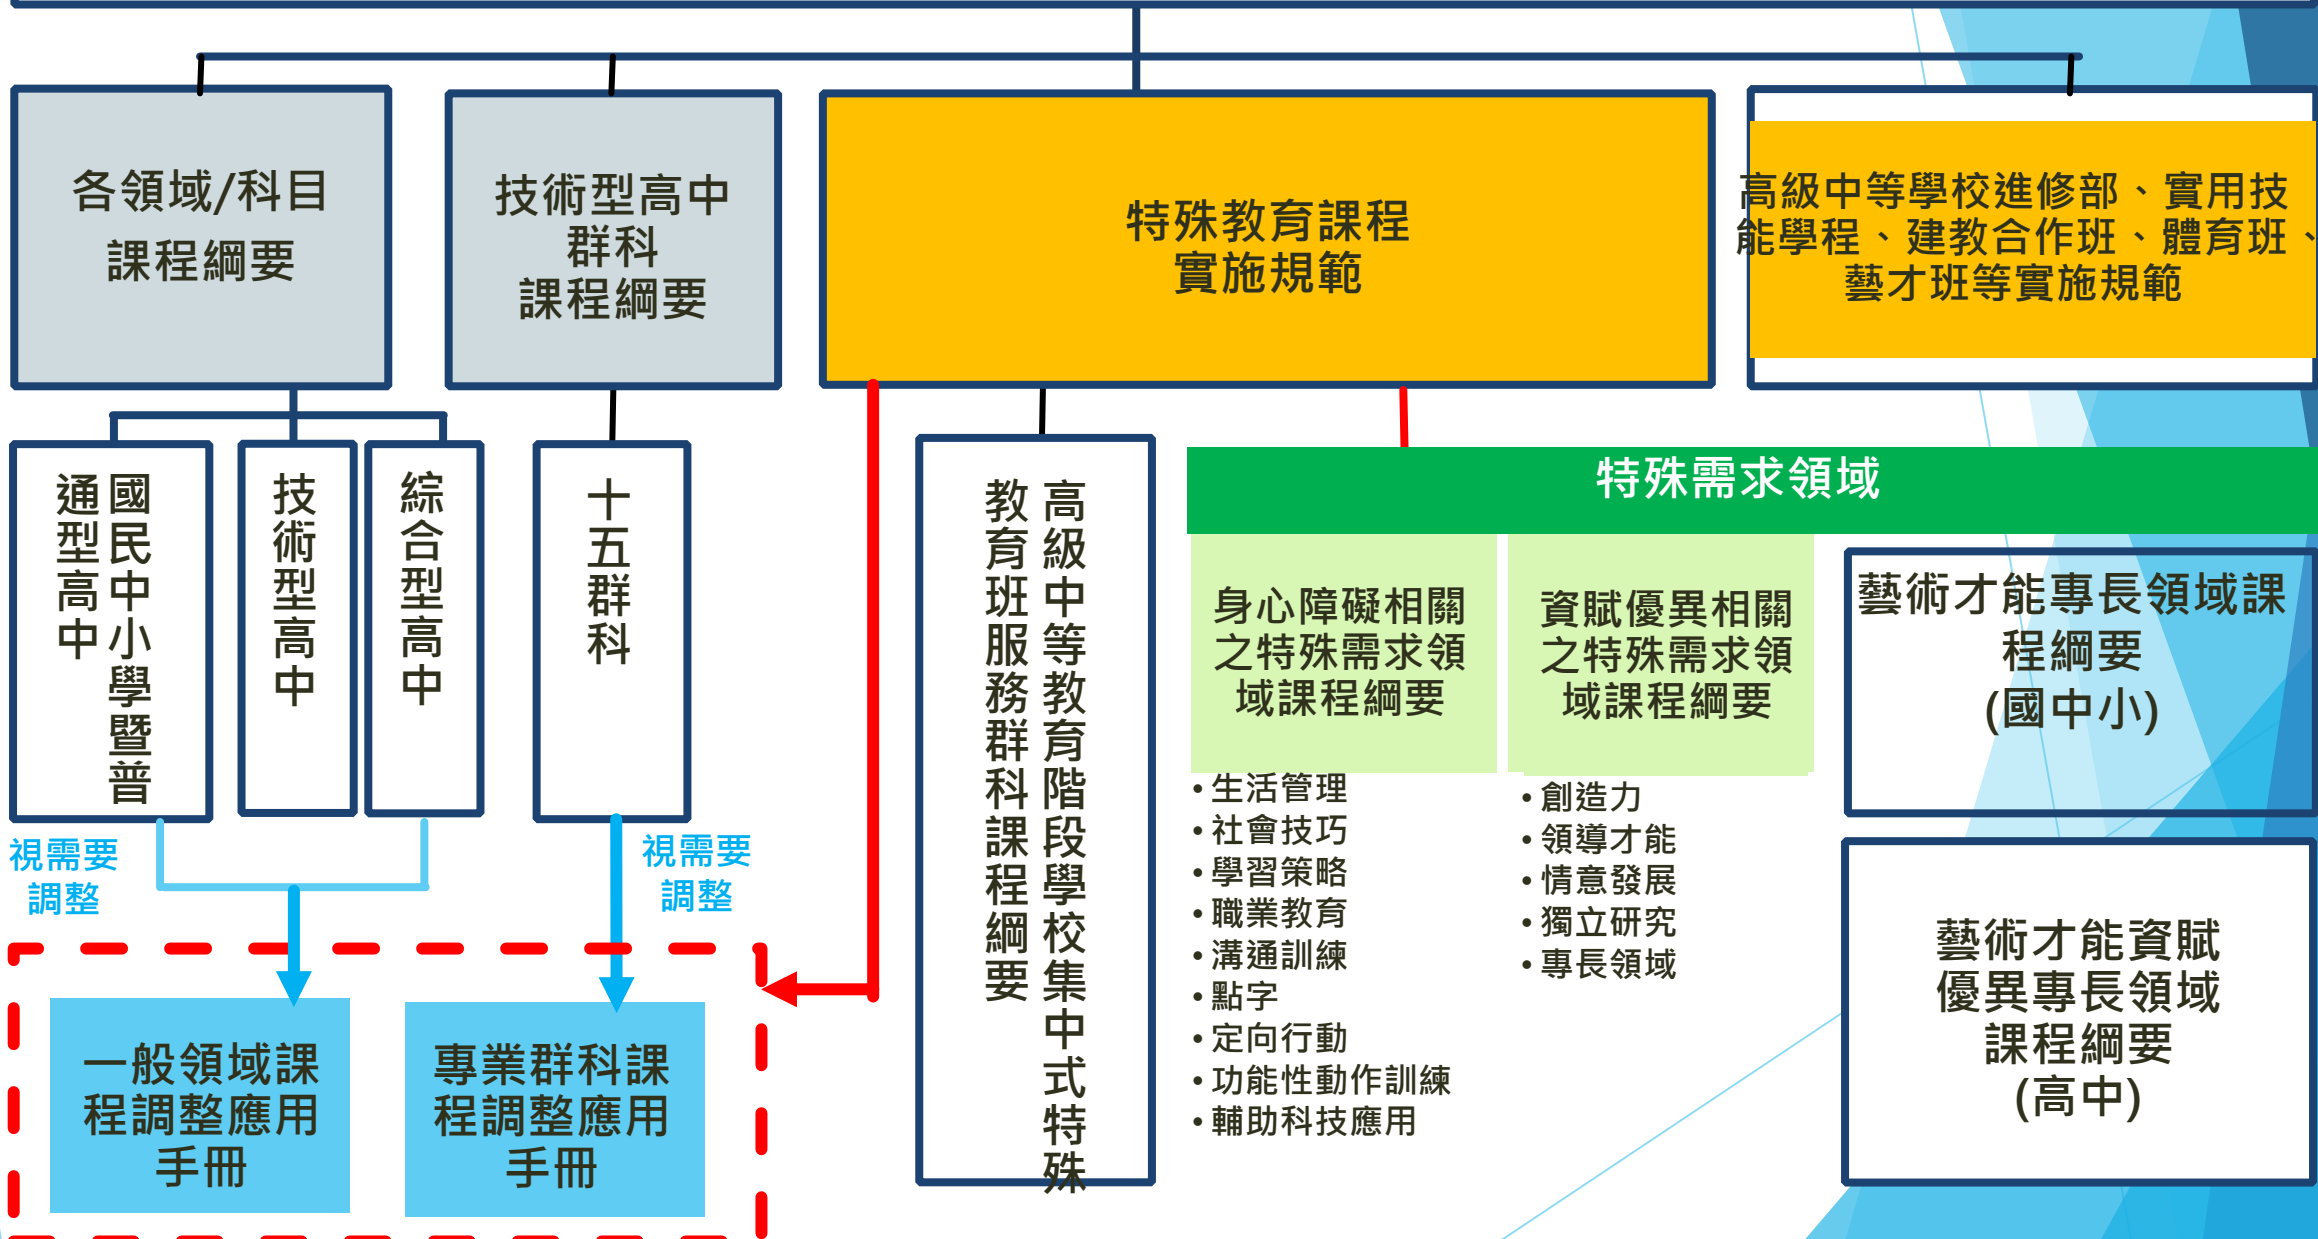 各領域/科目
課程綱要
技術型高中
群科
課程綱要
特殊教育課程
實施規範
高級中等學校進修部、實用技
能學程、建教合作班、體育班、
藝才班等實施規範
國民中小學暨普
通型高中
技術型高中
綜合型高中
十五群科
高級中等教育階段學校集中式特殊
教育班服務群科課程綱要
特殊需求領域
身心障礙相關
之特殊需求領
域課程綱要
• 生活管理
• 社會技巧
• 學習策略
• 職業教育
• 溝通訓練
• 點字
• 定向行動
• 功能性動作訓練
• 輔助科技應用
資賦優異相關
之特殊需求領
域課程綱要
• 創造力
• 領導才能
• 情意發展
• 獨立研究
• 專長領域
藝術才能專長領域課
程綱要
(國中小)
藝術才能資賦
優異專長領域
課程綱要
(高中)
視需要
調整
視需要
調整
一般領域課
程調整應用
手冊
專業群科課
程調整應用
手冊